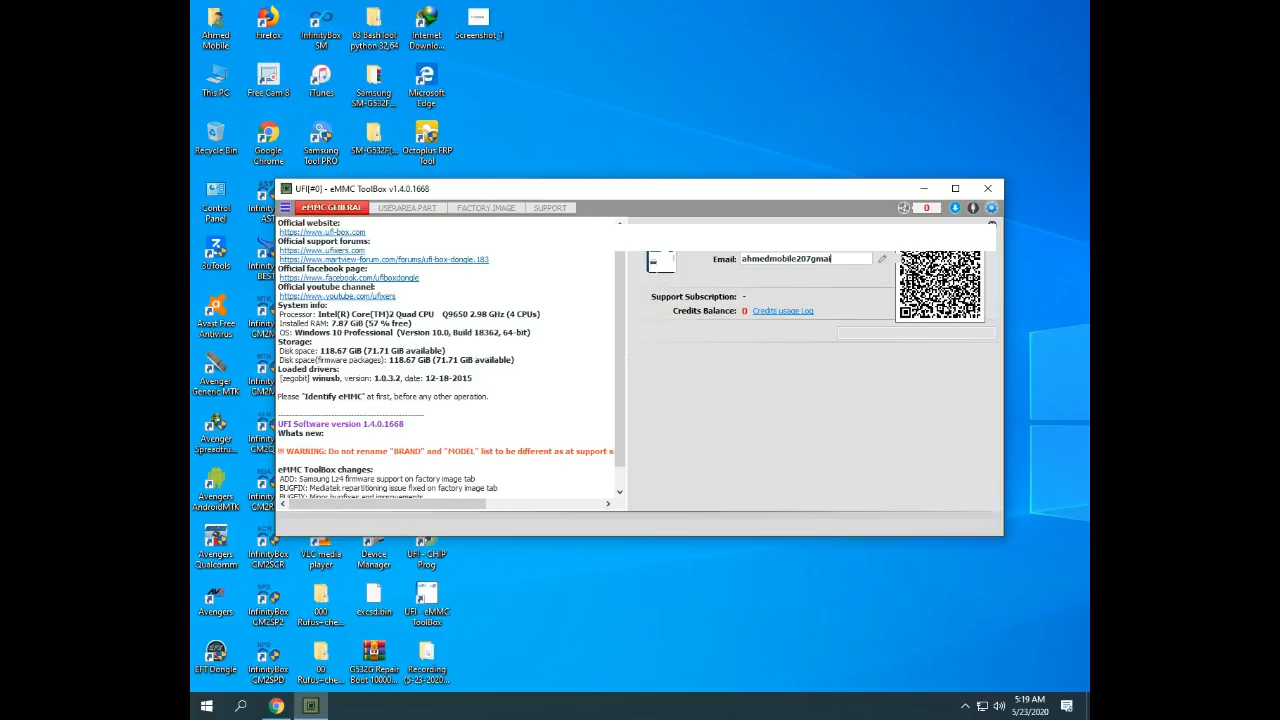 Ahmed Mobile
Firefox
InfinityBox SM
03 BashTool python 32,64
Internet Downlo...
Screenshot_1
This PC
Free Cam 8
iTunes
Samsung SM-G532F...
Microsoft Edge
Recycle Bin
Google Chrome
Samsung Tool PRO
SM-G532F(...
Octoplus FRP Tool
UFI[#0] - eMMC ToolBox v1.4.0.1668
eMMC GENERAL
USERAREA PART
FACTORY IMAGE
SUPPORT
0
Official website:
https://www.ufi-box.com
Official support forums:
https://www.ufixers.com
https://www.martview-forum.com/forums/ufi-box-dongle.183
Official facebook page:
https://www.facebook.com/ufiboxdongle
Official youtube channel:
https://www.youtube.com/ufixers
System info:
Processor: Intel(R) Core(TM)2 Quad CPU Q9650 2.98 GHz (4 CPUs)
Installed RAM: 7.87 GiB (57 % free)
OS: Windows 10 Professional (Version 10.0, Build 18362, 64-bit)
Storage:
Disk space: 118.67 GiB (71.71 GiB available)
Disk space(firmware packages): 118.67 GiB (71.71 GiB available)
Loaded drivers:
[zegobit] winusb, version: 1.0.3.2, date: 12-18-2015
Please "Identify eMMC" at first, before any other operation.
UFI Software version 1.4.0.1668
Whats new:
!!! WARNING: Do not rename "BRAND" and "MODEL" list to be different as at support s
eMMC ToolBox changes:
ADD: Samsung Lz4 firmware support on factory image tab
BUGFIX: Mediatek repartitioning issue fixed on factory image tab
BUGFIX: Minor bugfixes and improvements
Email: ahmedmobile207gmai
Support Subscription: -
Credits Balance: 0 Credits usage Log
Control Panel
3uTools
Avast Free Antivirus
Avenger Generic MTK
Avenger Spreadtru...
Avengers AndroidMTK
Avengers Qualcomm
InfinityBox CM2SCR
VLC media player
Device Manager
UFI - CHIP Prog
Avengers
InfinityBox CM2SP2
000 Rufus+che...
excsd.bin
UFI - eMMC ToolBox
EFT Dongle
InfinityBox CM2SPD
00 Rufus+che...
G532G Repair Boot 10000...
Recording (5-23-2020...
5:19 AM
5/23/2020